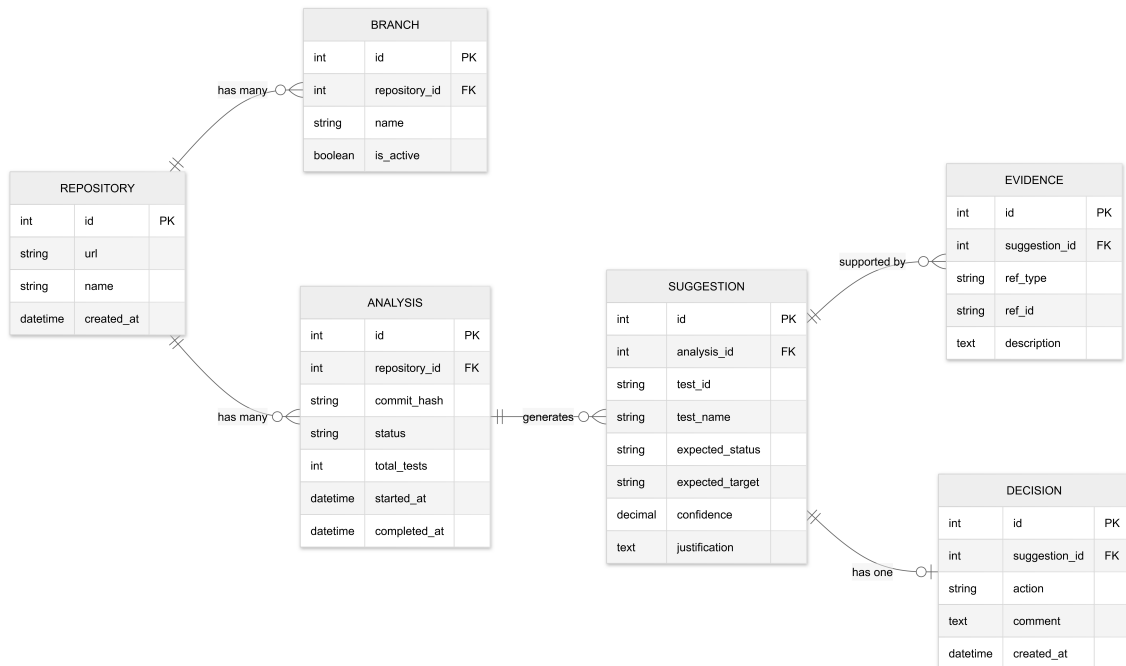 BRANCH
int id PK
int repository_id FK
string name
boolean is_active
has many
REPOSITORY
int id PK
string url
string name
datetime created_at
has many
ANALYSIS
int id PK
int repository_id FK
string commit_hash
string status
int total_tests
datetime started_at
datetime completed_at
generates
SUGGESTION
int id PK
int analysis_id FK
string test_id
string test_name
string expected_status
string expected_target
decimal confidence
text justification
supported by
EVIDENCE
int id PK
int suggestion_id FK
string ref_type
string ref_id
text description
has one
DECISION
int id PK
int suggestion_id FK
string action
text comment
datetime created_at